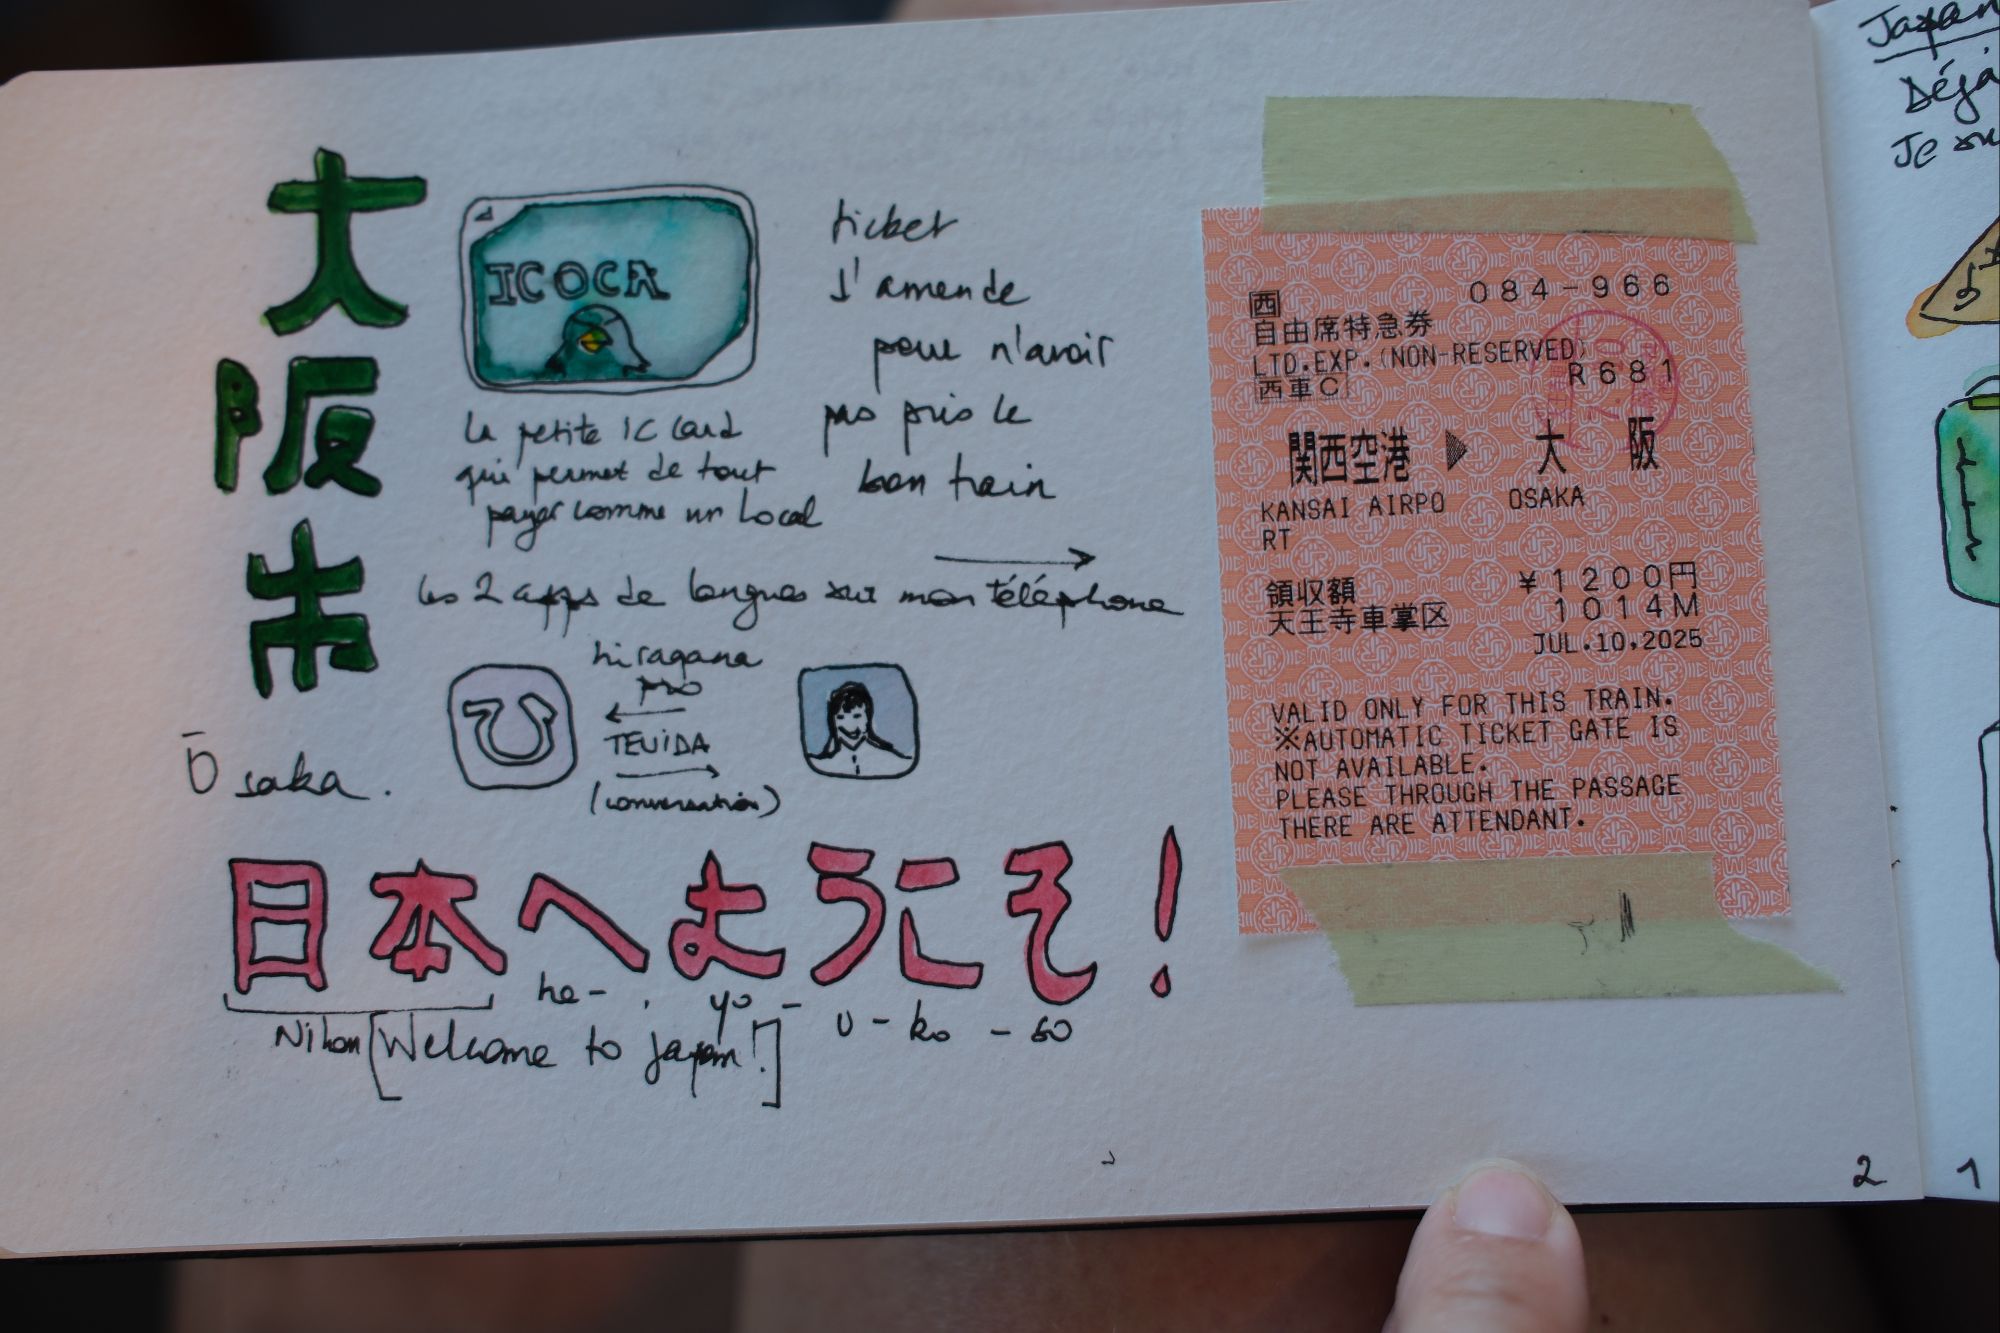 大
阪
市
Ōsaka.
ICOCA
La petite IC Card
qui permet de tout
payer comme un Local
ticket
d'amende
pour n'avoir
pas pris le
bon train
Les 2 apps de langues sur mon téléphone
hiragana
pro
TEUIDA
(conversation)
ひ
日本へようこそ!
Nihon he- yo - u - ko - so
[Welcome to japan!]
084-966
西
自由席特急券
LTD.EXP.(NON-RESERVED)
R681
西車C
関西空港 ▶ 大阪
KANSAI AIRPO OSAKA
RT
領収額 ¥1200円
天王寺車掌区 1014M
JUL.10,2025
VALID ONLY FOR THIS TRAIN.
※AUTOMATIC TICKET GATE IS
NOT AVAILABLE.
PLEASE THROUGH THE PASSAGE
THERE ARE ATTENDANT.
2
Japan
Déjà
Je
1